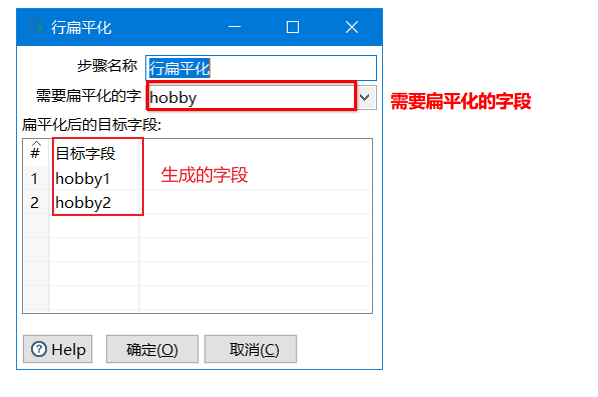 行扁平化
步骤名称 行扁平化
需要扁平化的字 hobby 需要扁平化的字段
扁平化后的目标字段:
# 目标字段
1 hobby1 生成的字段
2 hobby2
Help 确定(O) 取消(C)